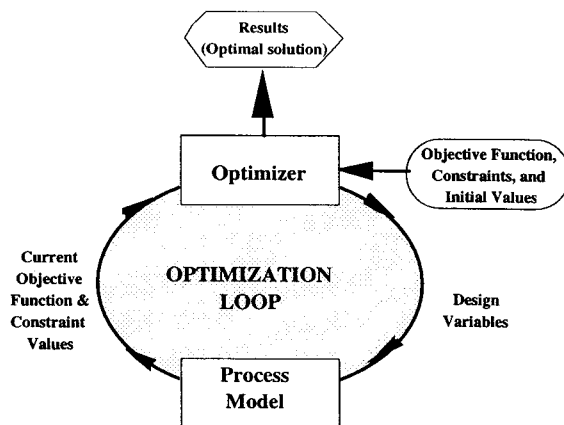 Results
(Optimal solution)
Optimizer
Objective Function,
Constraints, and
Initial Values
Current
Objective
Function &
Constraint
Values
OPTIMIZATION
LOOP
Design
Variables
Process
Model